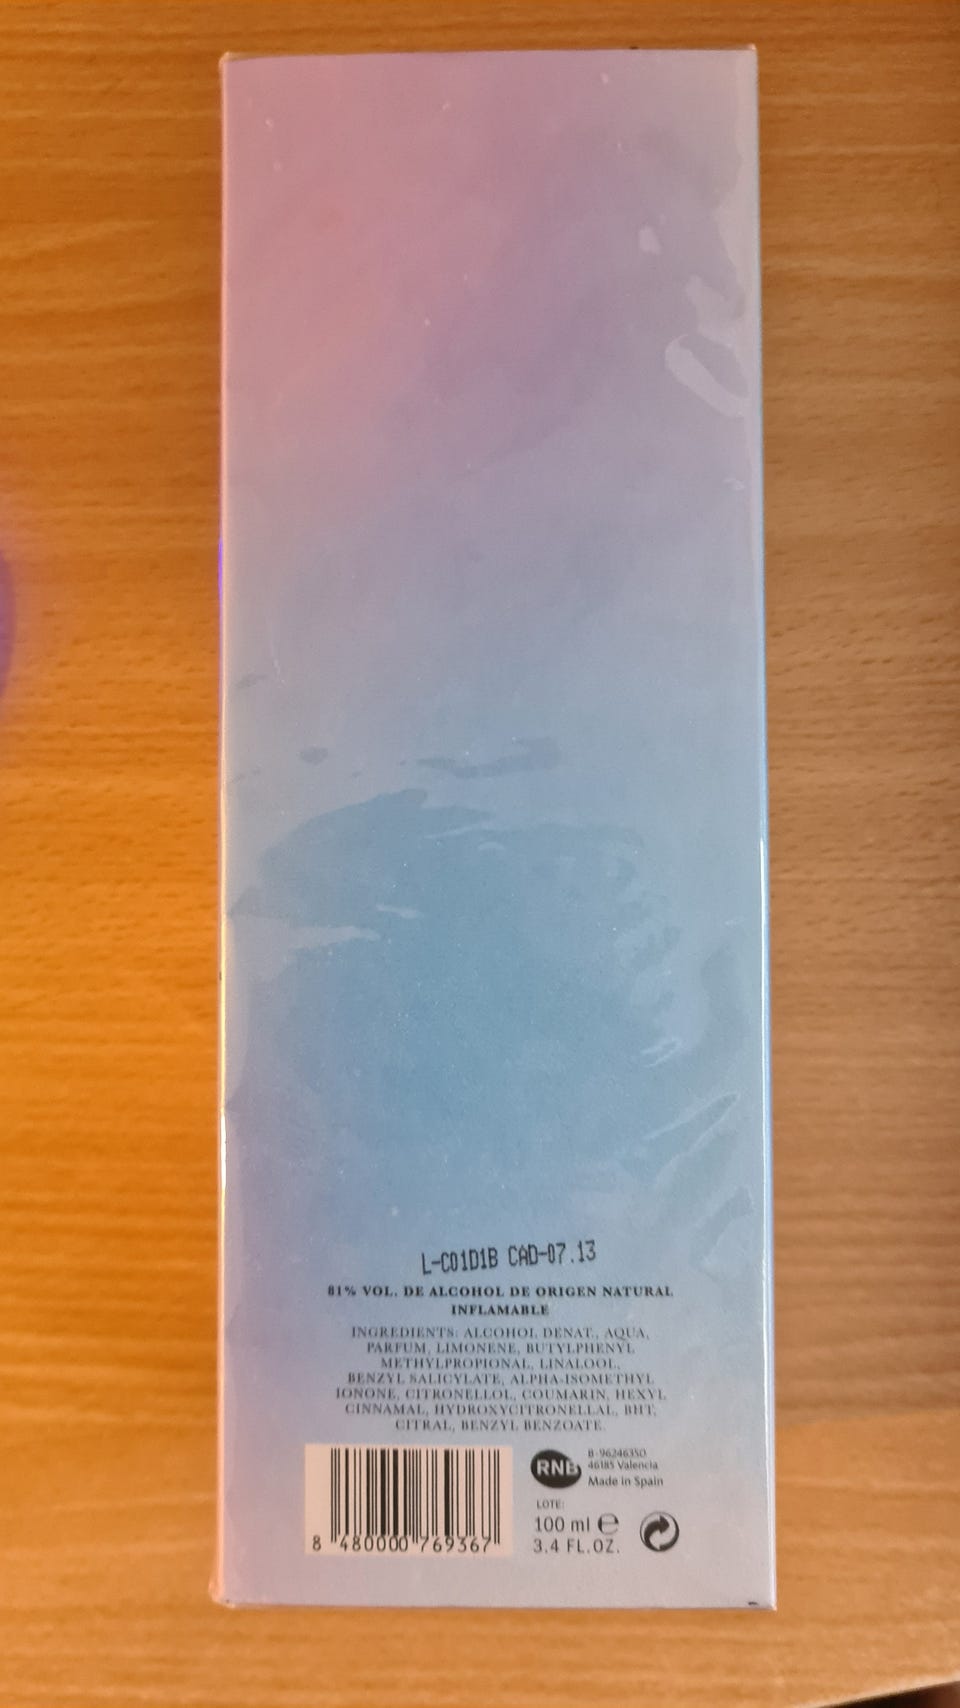 L-C01D1B CAD-07.13
81% VOL. DE ALCOHOL DE ORIGEN NATURAL
INFLAMABLE
INGREDIENTS: ALCOHOL DENAT., AQUA,
PARFUM, LIMONENE, BUTYLPHENYL
METHYLPROPIONAL, LINALOOL,
BENZYL SALICYLATE, ALPHA-ISOMETHYL
IONONE, CITRONELLOL, COUMARIN, HEXYL
CINNAMAL, HYDROXYCITRONELLAL, BHT,
CITRAL, BENZYL BENZOATE.
8 480000 769367
RNB
B-96246350
46185 Valencia
Made in Spain
LOTE:
100 ml e
3.4 FL.OZ.